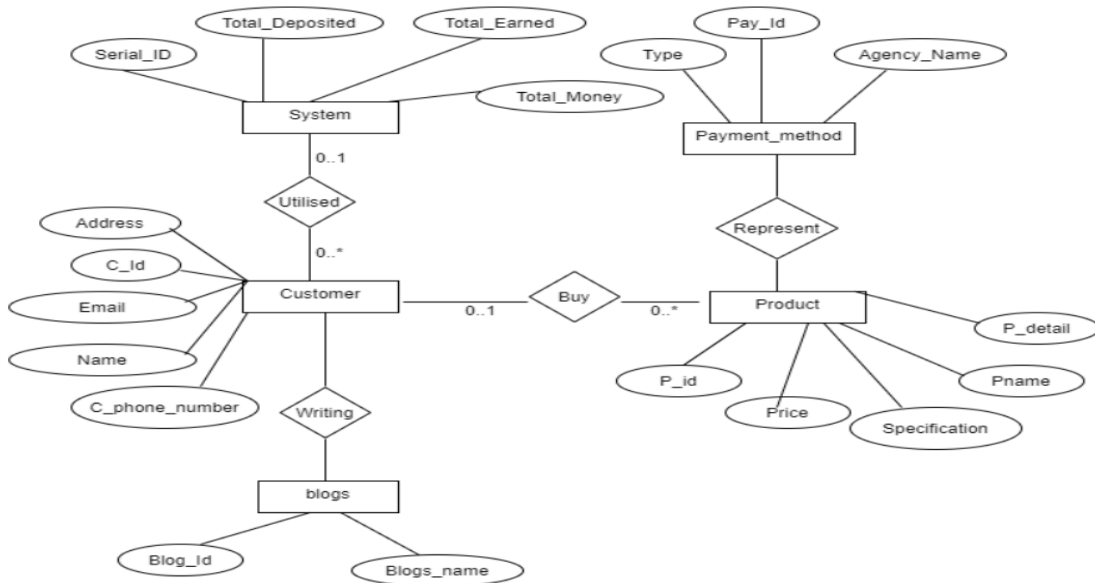 Total_Deposited
Total_Earned
Pay_Id
Serial_ID
Type
Agency_Name
Total_Money
System
Payment_method
0..1
Utilised
Address
Represent
0..*
C_Id
Customer
Buy
Product
Email
0..1
0..*
P_detail
Name
P_id
Pname
C_phone_number
Writing
Price
Specification
blogs
Blog_Id
Blogs_name